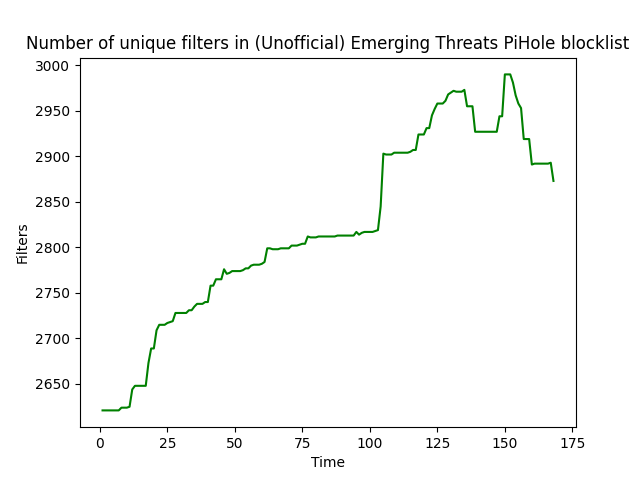 Number of unique filters in (Unofficial) Emerging Threats PiHole blocklist
3000
2950
2900
2850
2800
2750
2700
2650
Filters
0 25 50 75 100 125 150 175
Time